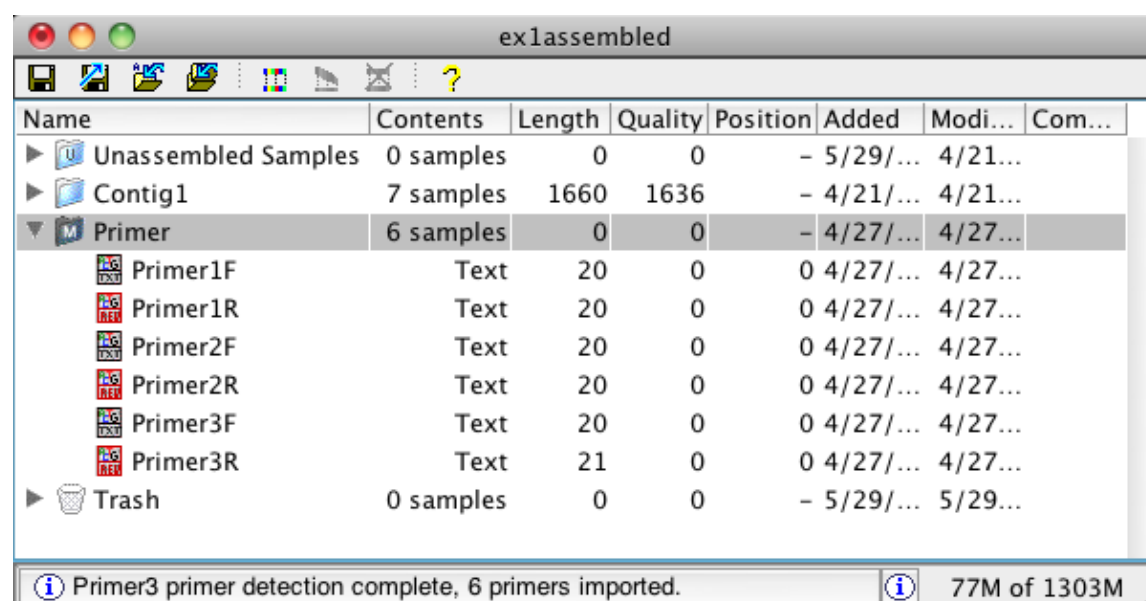 ex1assembled
Name Contents Length Quality Position Added Modi... Com...
U Unassembled Samples 0 samples 0 0 – 5/29/... 4/21...
Contig1 7 samples 1660 1636 – 4/21/... 4/21...
M Primer 6 samples 0 0 – 4/27/... 4/27...
Primer1F Text 20 0 0 4/27/... 4/27...
Primer1R Text 20 0 0 4/27/... 4/27...
Primer2F Text 20 0 0 4/27/... 4/27...
Primer2R Text 20 0 0 4/27/... 4/27...
Primer3F Text 20 0 0 4/27/... 4/27...
Primer3R Text 21 0 0 4/27/... 4/27...
Trash 0 samples 0 0 – 5/29/... 5/29...
Primer3 primer detection complete, 6 primers imported. 77M of 1303M